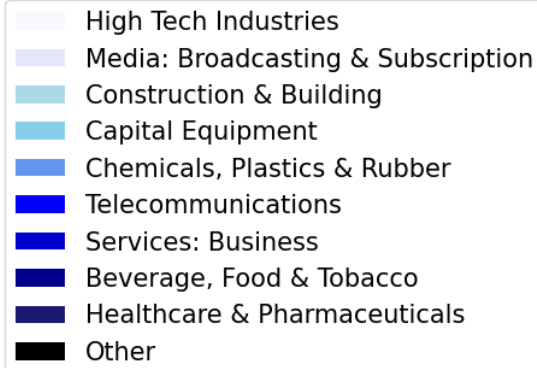 High Tech Industries
Media: Broadcasting & Subscription
Construction & Building
Capital Equipment
Chemicals, Plastics & Rubber
Telecommunications
Services: Business
Beverage, Food & Tobacco
Healthcare & Pharmaceuticals
Other